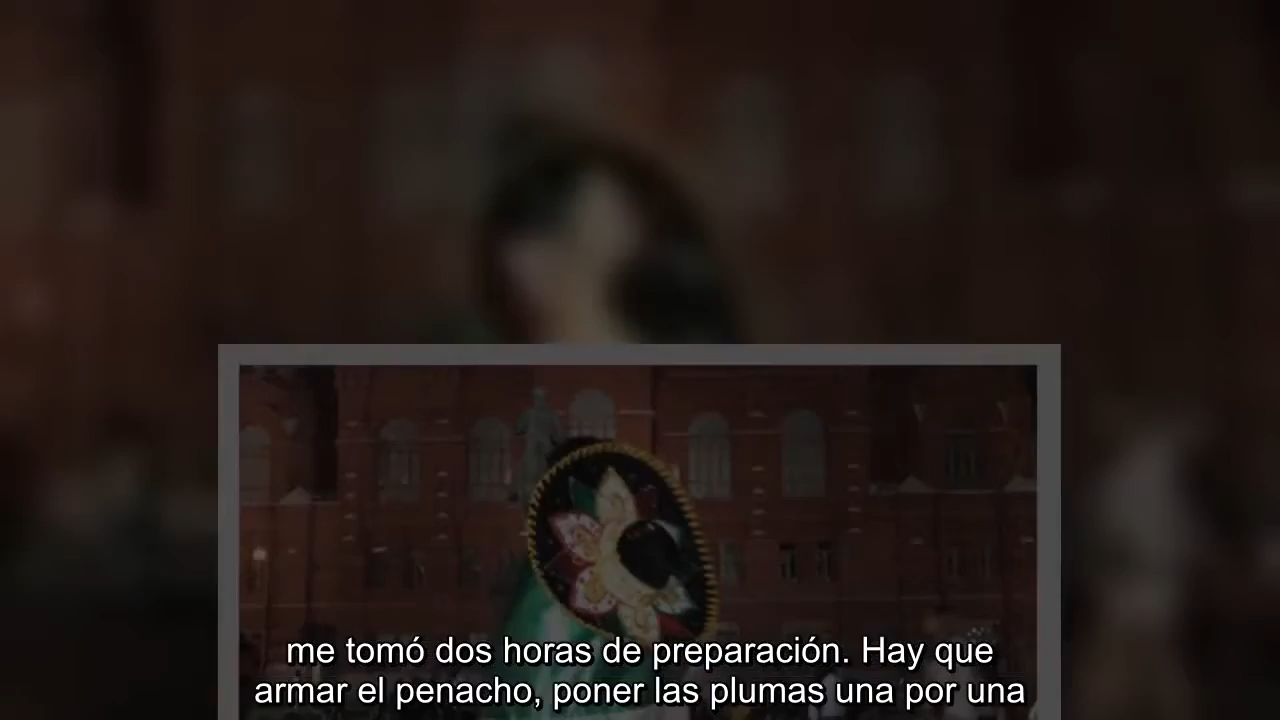 me tomó dos horas de preparación. Hay que
armar el penacho, poner las plumas una por una